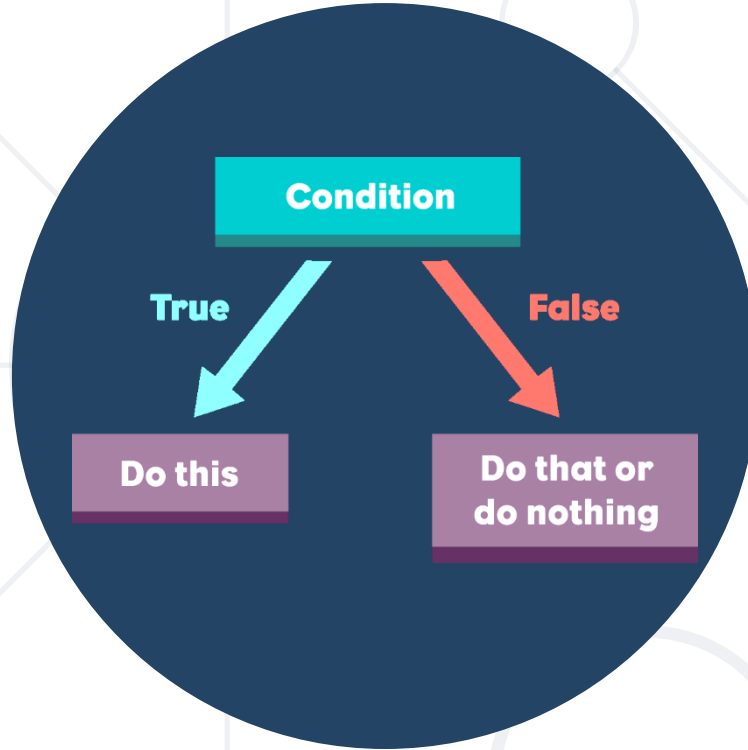 Condition
True
False
Do this
Do that or
do nothing